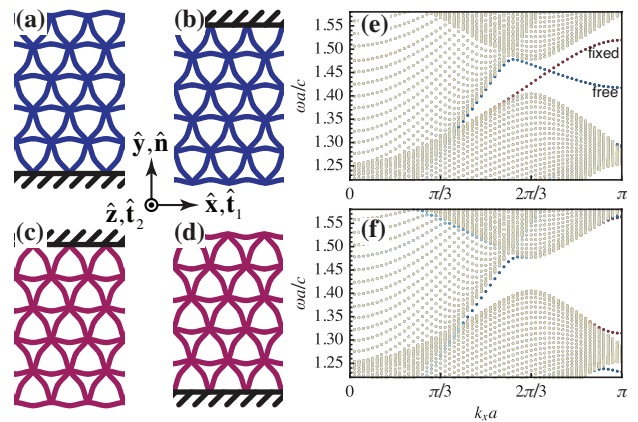 (a)
(b)
ŷ,n̂
ẑ,t̂₂
x̂,t̂₁
(c)
(d)
(e)
ωa/c
1.55
1.50
1.45
1.40
1.35
1.30
1.25
fixed
free
0
π/3
2π/3
π
(f)
ωa/c
1.55
1.50
1.45
1.40
1.35
1.30
1.25
0
π/3
2π/3
π
kₓa